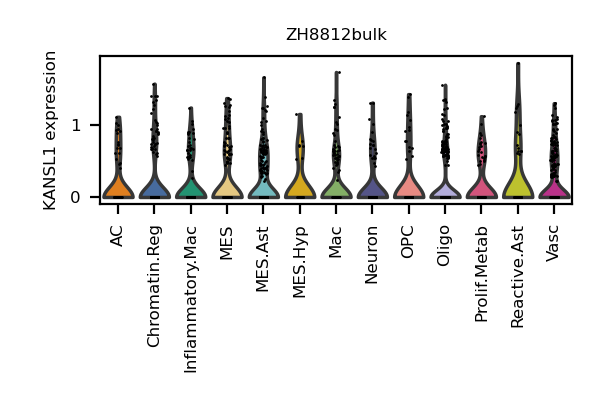 ZH8812bulk
KANSL1 expression
1
0
AC
Chromatin.Reg
Inflammatory.Mac
MES
MES.Ast
MES.Hyp
Mac
Neuron
OPC
Oligo
Prolif.Metab
Reactive.Ast
Vasc